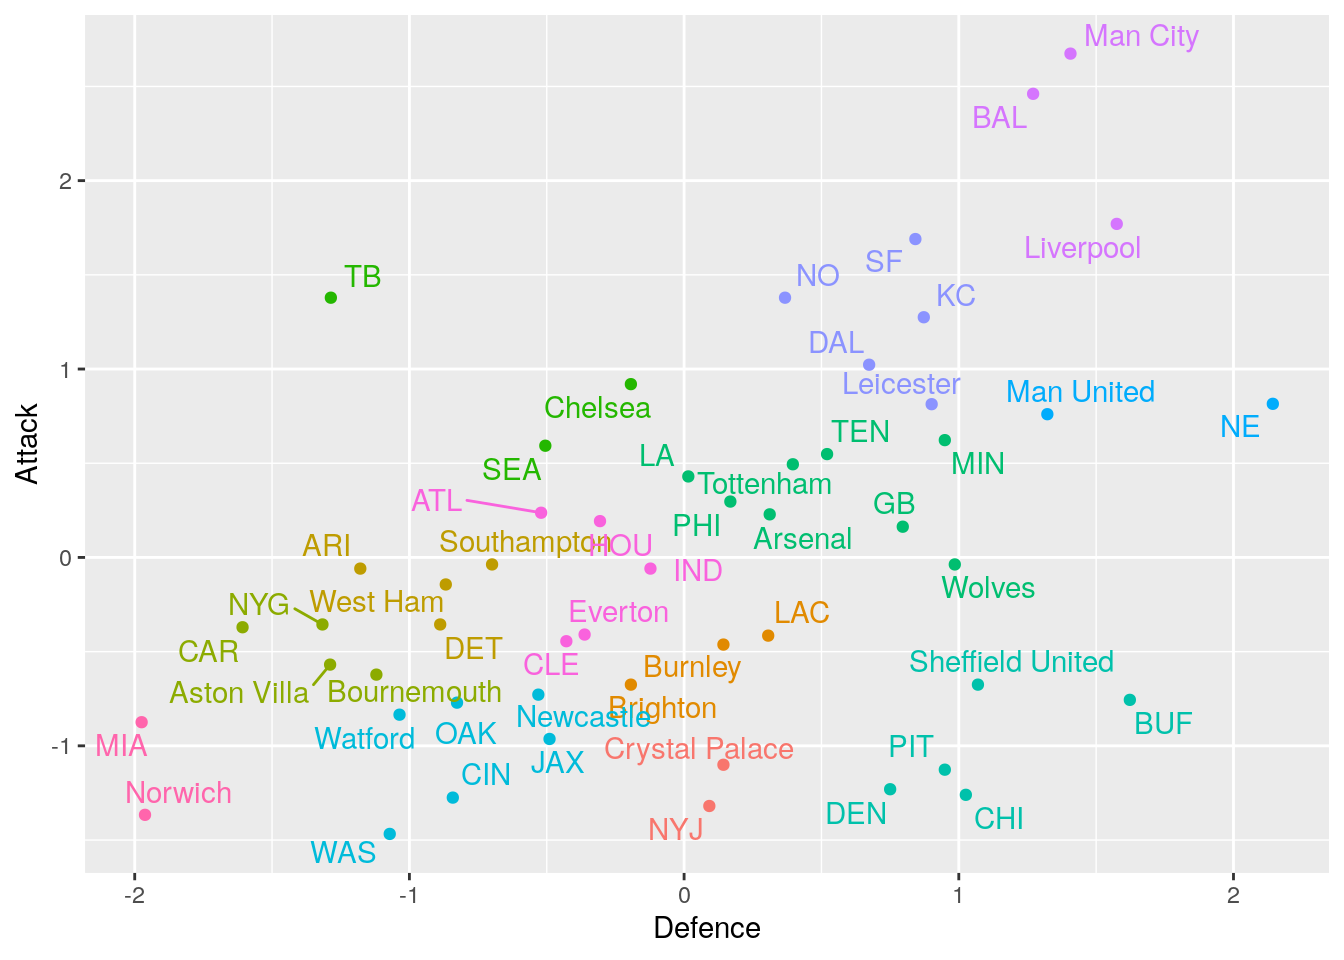 Man City
BAL
2
Liverpool
SF
NO
TB
KC
DAL
1
Leicester
Man United
Chelsea
NE
TEN
LA
MIN
SEA
Tottenham
Attack
ATL
GB
PHI
Arsenal
Southampton
HOU
ARI
0
IND
Wolves
NYG
West Ham
Everton
LAC
CAR
DET
CLE
Burnley
Sheffield United
Aston Villa
Bournemouth
Brighton
Newcastle
BUF
OAK
Watford
MIA
-1
PIT
Crystal Palace
JAX
CIN
Norwich
DEN
CHI
NYJ
WAS
-2
-1
0
1
2
Defence